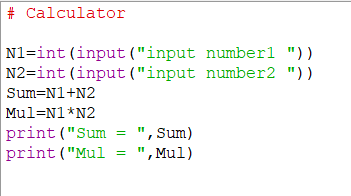 # Calculator
N1=int(input("input number1 "))
N2=int(input("input number2 "))
Sum=N1+N2
Mul=N1*N2
print("Sum = ",Sum)
print("Mul = ",Mul)